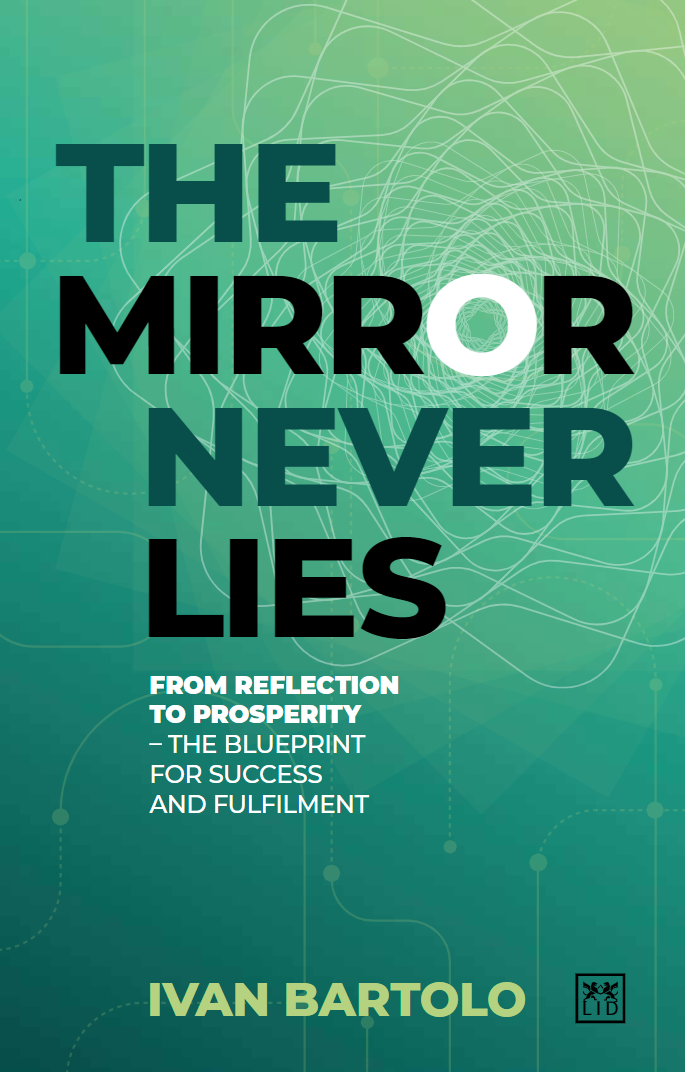 THE
MIRROR
NEVER
LIES
FROM REFLECTION
TO PROSPERITY
– THE BLUEPRINT
FOR SUCCESS
AND FULFILMENT
IVAN BARTOLO
LID